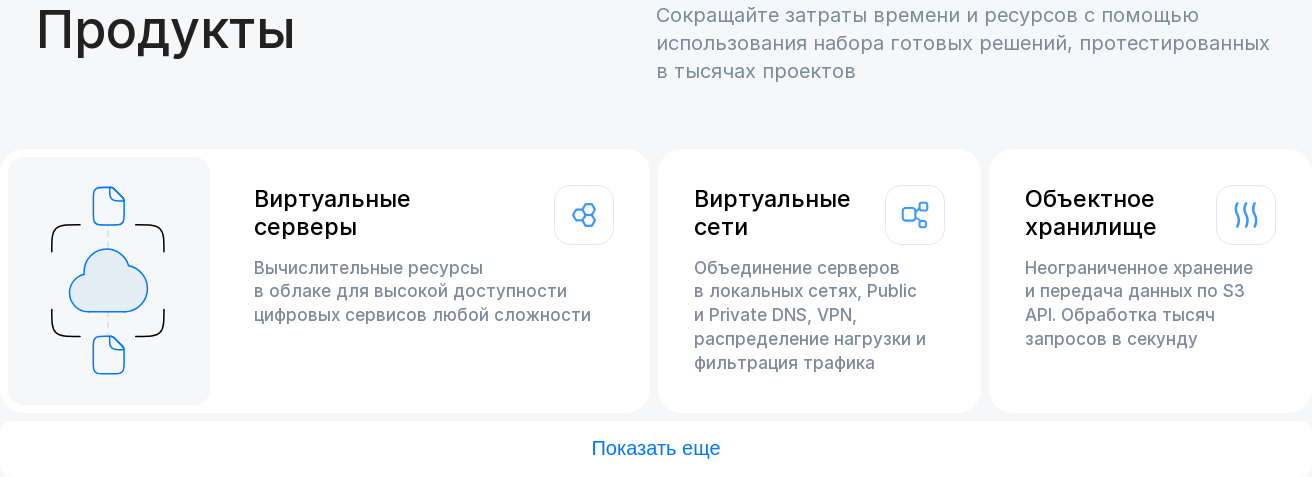 Продукты
Сокращайте затраты времени и ресурсов с помощью
использования набора готовых решений, протестированных
в тысячах проектов
Виртуальные
серверы
Вычислительные ресурсы
в облаке для высокой доступности
цифровых сервисов любой сложности
Виртуальные
сети
Объединение серверов
в локальных сетях, Public
и Private DNS, VPN,
распределение нагрузки и
фильтрация трафика
Объектное
хранилище
Неограниченное хранение
и передача данных по S3
API. Обработка тысяч
запросов в секунду
Показать еще